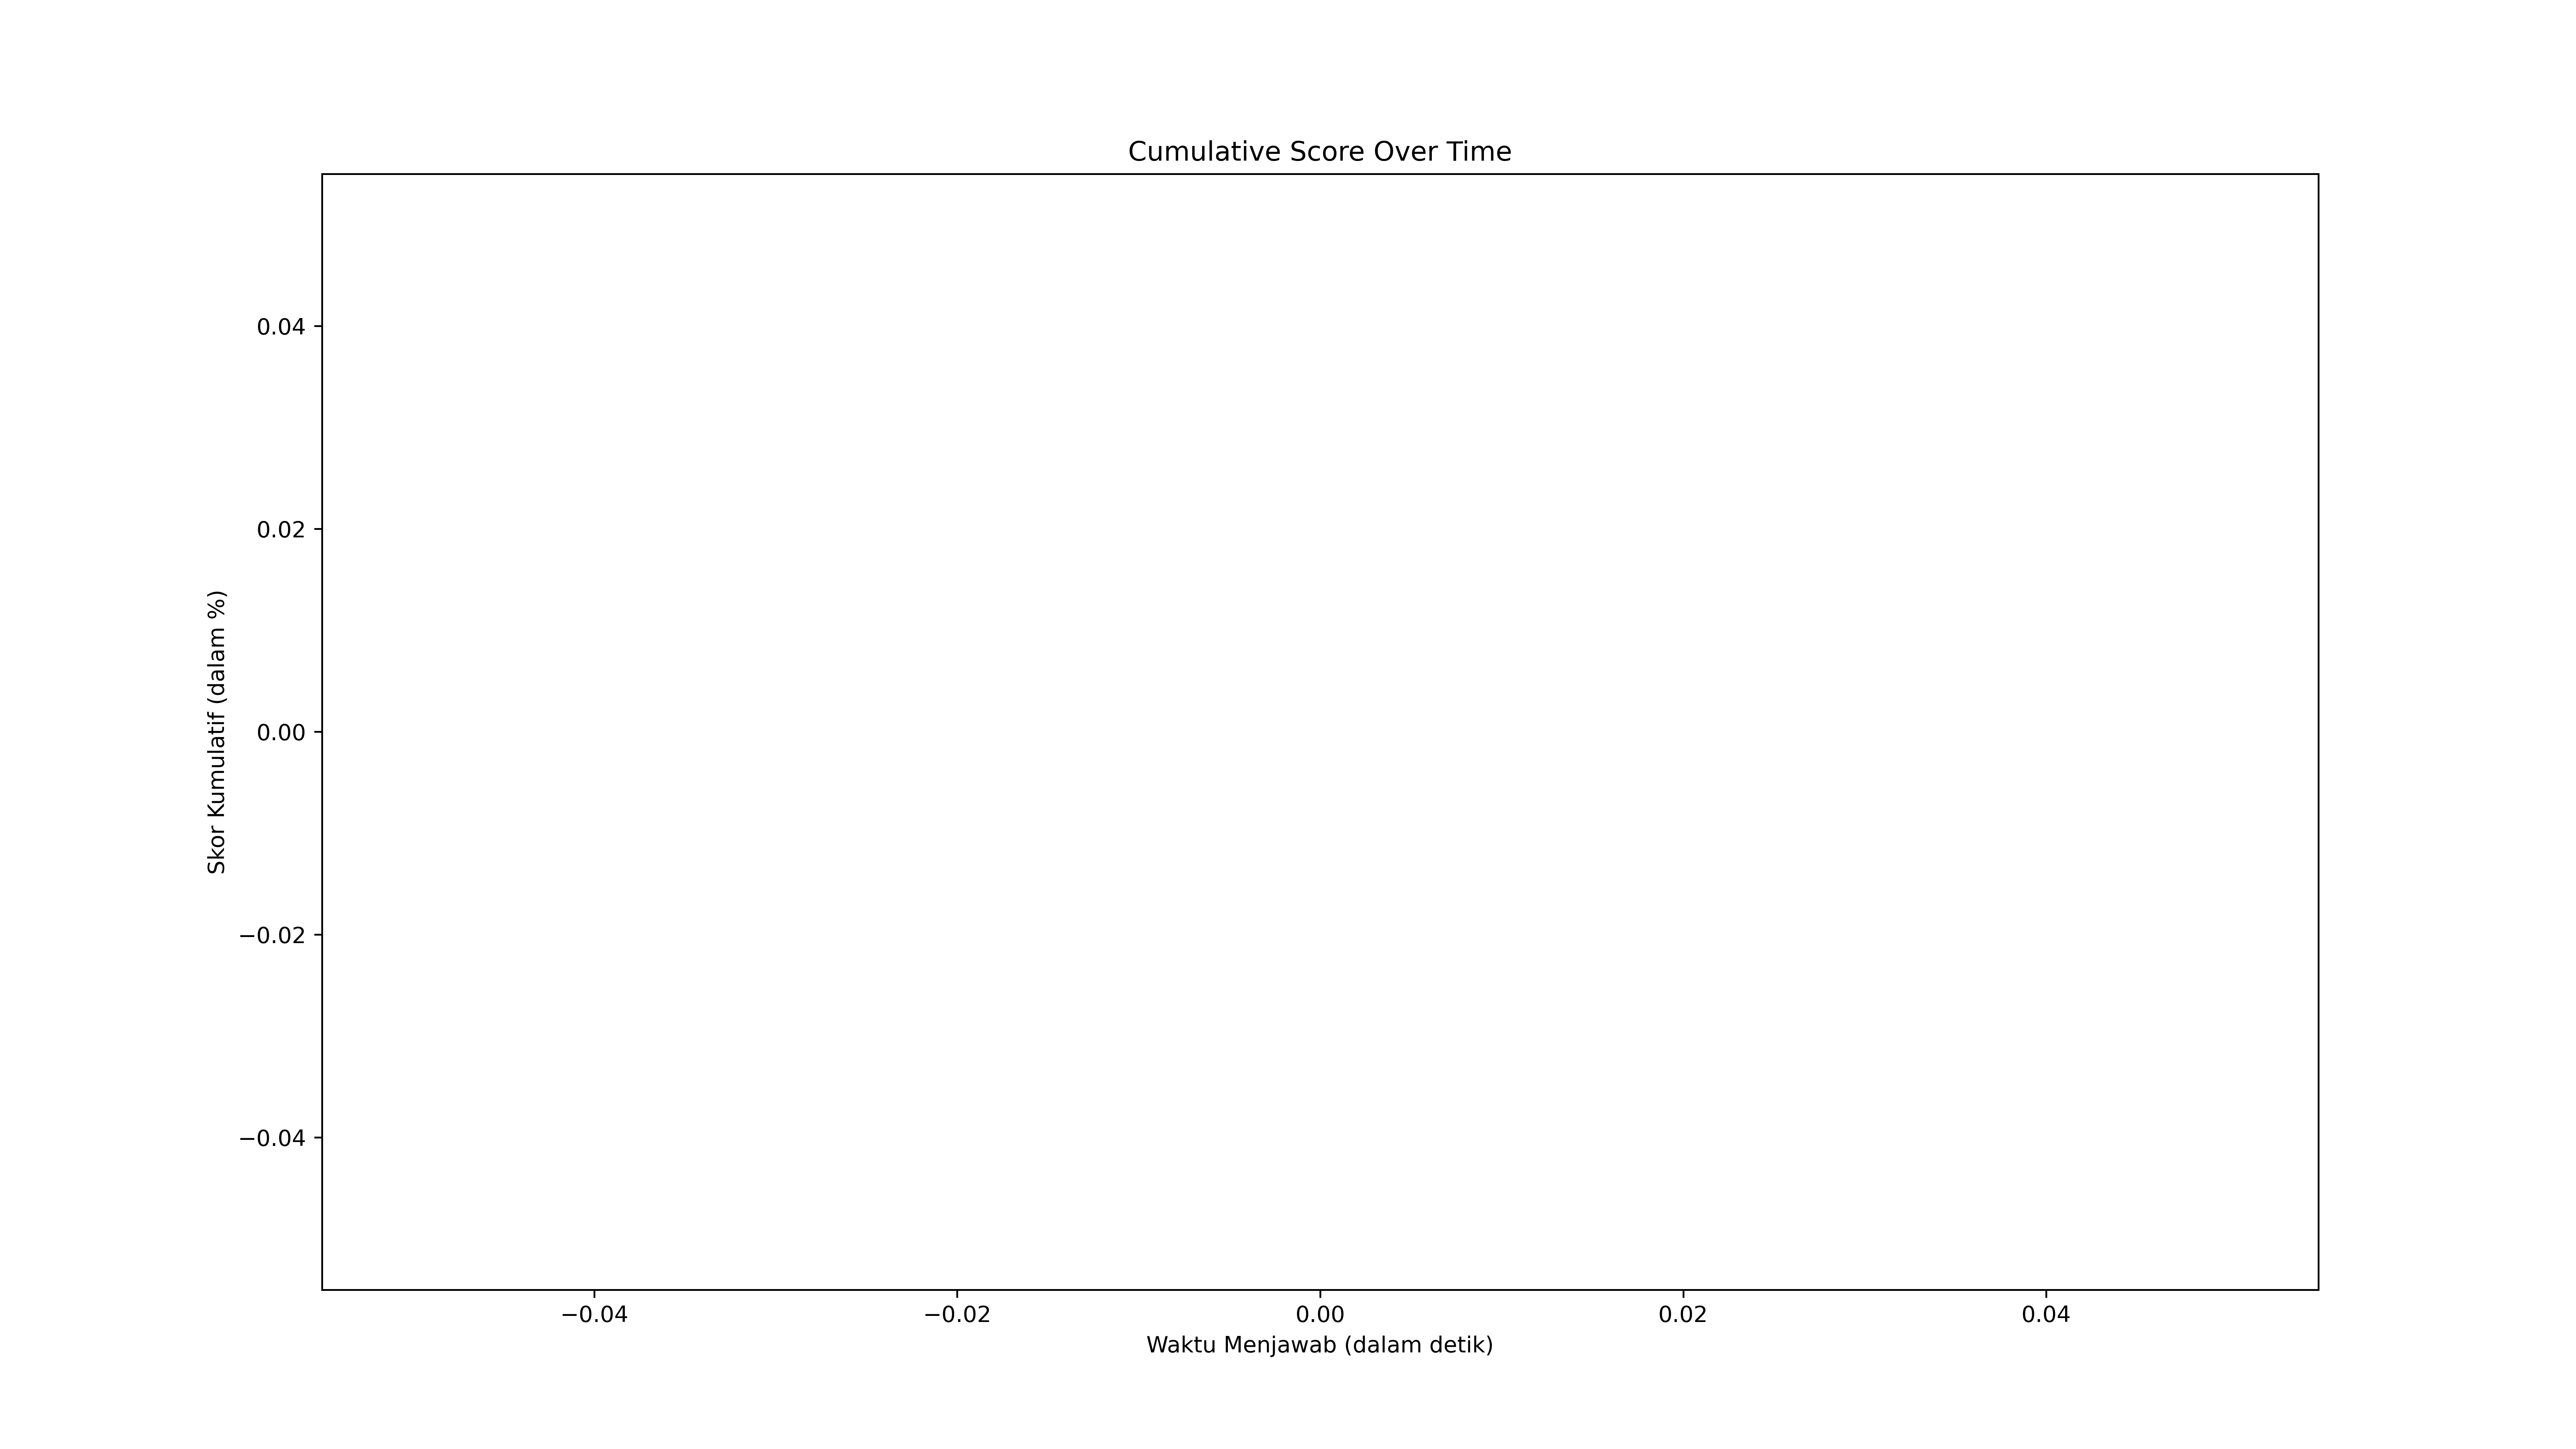 Cumulative Score Over Time
0.04
0.02
0.00
−0.02
−0.04
Skor Kumulatif (dalam %)
−0.04 −0.02 0.00 0.02 0.04
Waktu Menjawab (dalam detik)